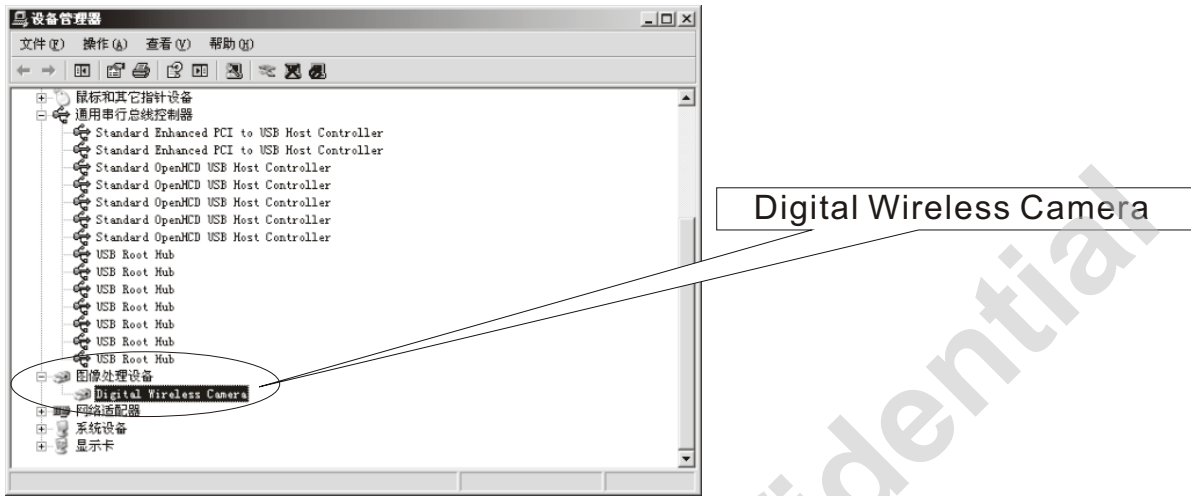 设备管理器
文件(F) 操作(A) 查看(V) 帮助(H)
鼠标和其它指针设备
通用串行总线控制器
Standard Enhanced PCI to USB Host Controller
Standard Enhanced PCI to USB Host Controller
Standard OpenHCD USB Host Controller
Standard OpenHCD USB Host Controller
Standard OpenHCD USB Host Controller
Standard OpenHCD USB Host Controller
Standard OpenHCD USB Host Controller
USB Root Hub
USB Root Hub
USB Root Hub
USB Root Hub
USB Root Hub
USB Root Hub
USB Root Hub
图像处理设备
Digital Wireless Camera
网络适配器
系统设备
显示卡
Digital Wireless Camera
idential